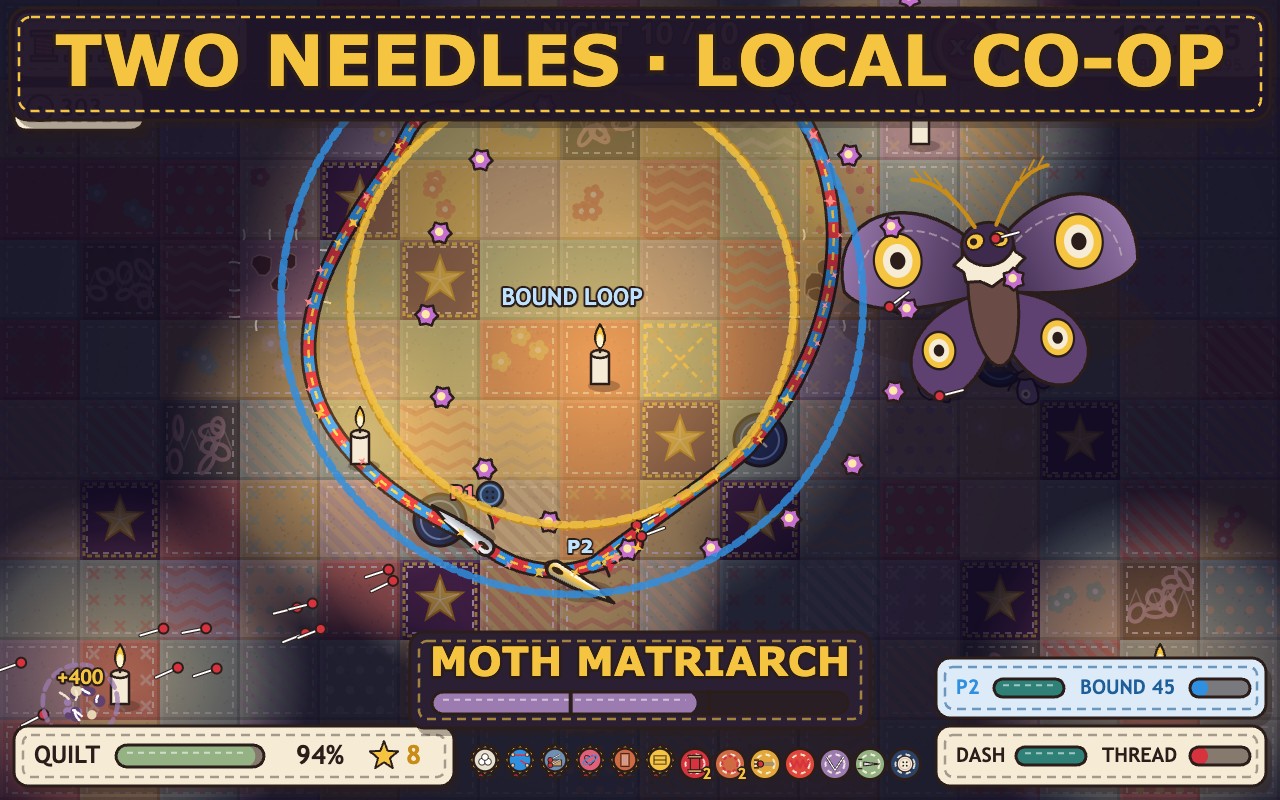 TWO NEEDLES · LOCAL CO-OP
BOUND LOOP
P1
P2
+400
MOTH MATRIARCH
P2 BOUND 45
QUILT 94% 8
2 2
DASH THREAD